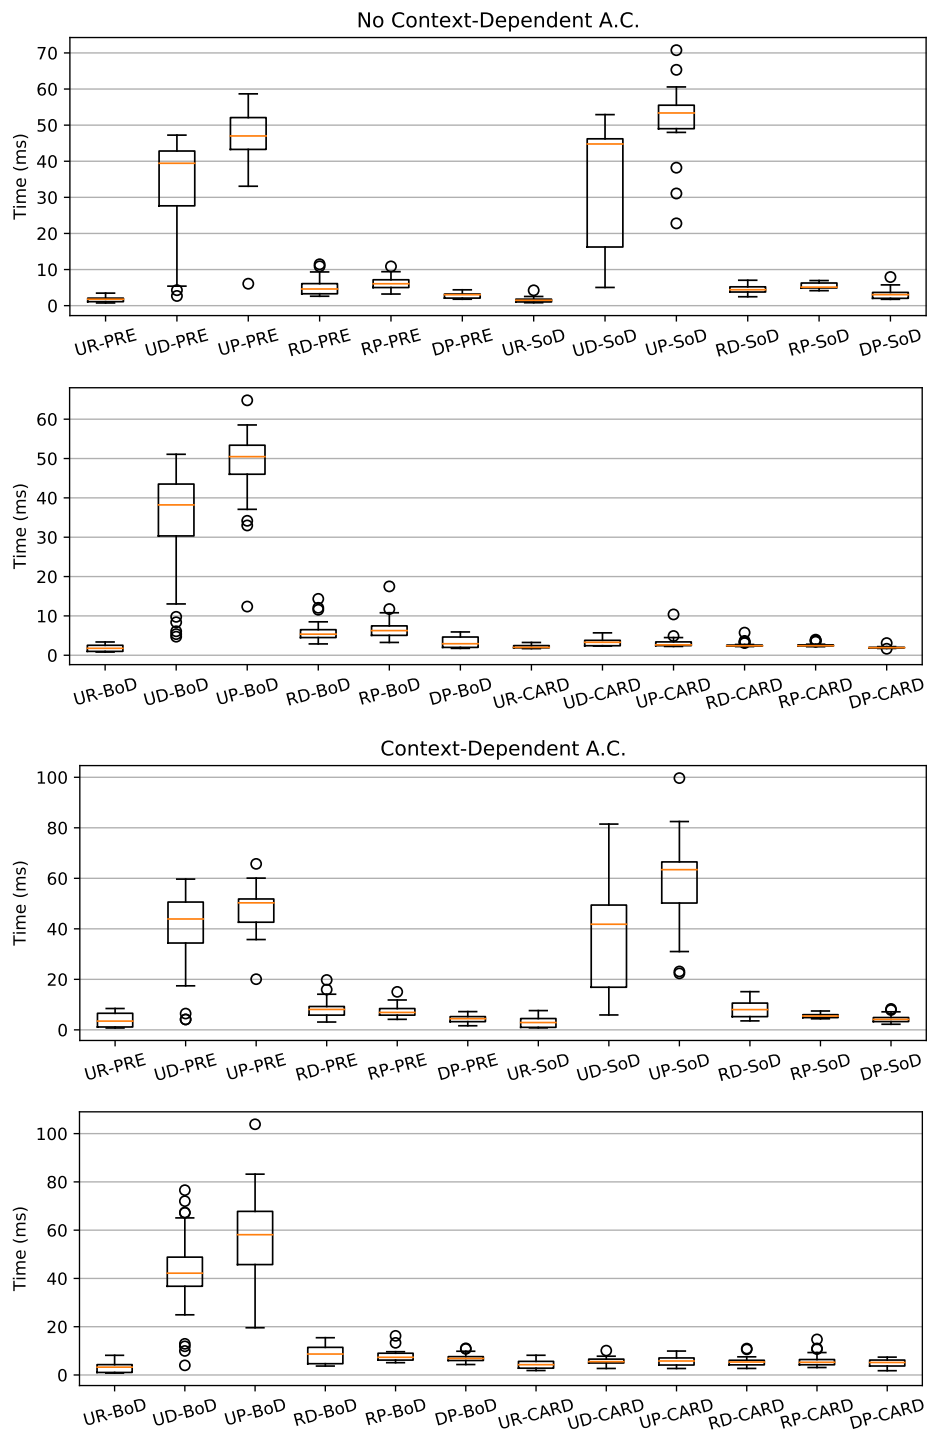 No Context-Dependent A.C.
70
60
50
40
30
20
10
0
Time (ms)
UR-PRE UD-PRE UP-PRE RD-PRE RP-PRE DP-PRE UR-SoD UD-SoD UP-SoD RD-SoD RP-SoD DP-SoD
60
50
40
30
20
10
0
Time (ms)
UR-BoD UD-BoD UP-BoD RD-BoD RP-BoD DP-BoD UR-CARD UD-CARD UP-CARD RD-CARD RP-CARD DP-CARD
Context-Dependent A.C.
100
80
60
40
20
0
Time (ms)
UR-PRE UD-PRE UP-PRE RD-PRE RP-PRE DP-PRE UR-SoD UD-SoD UP-SoD RD-SoD RP-SoD DP-SoD
100
80
60
40
20
0
Time (ms)
UR-BoD UD-BoD UP-BoD RD-BoD RP-BoD DP-BoD UR-CARD UD-CARD UP-CARD RD-CARD RP-CARD DP-CARD